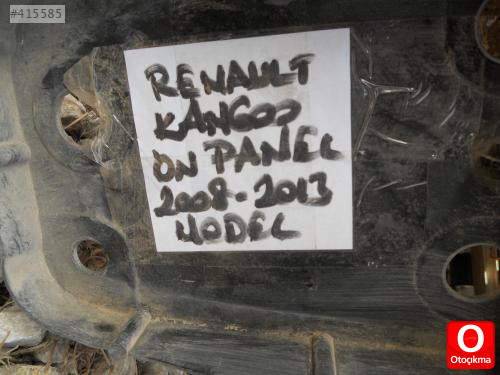 #415585
RENAULT
KANGOO
ÖN PANEL
2008-2013
MODEL
O
Otoçıkma